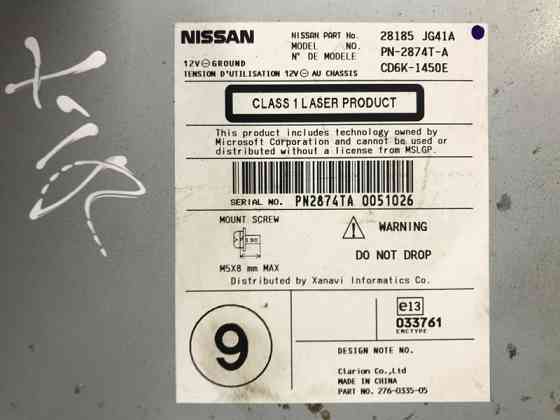 NISSAN NISSAN PART No. 28185 JG41A
MODEL NO. PN-2874T-A
12V⎓GROUND N° DE MODELE CD6K-1450E
TENSION D'UTILISATION 12V⎓ AU CHASSIS
CLASS 1 LASER PRODUCT
This product includes technology owned by
Microsoft Corporation and cannot be used or
distributed without a license from MSLGP.
SERIAL NO. PN2874TA 0051026
MOUNT SCREW
WARNING
DO NOT DROP
M5X8 mm MAX
Distributed by Xanavi Informatics Co.
9
e13
033761
EMCTYPE
DESIGN NOTE NO.
Clarion Co.,Ltd
MADE IN CHINA
PART NO. 276-0335-05